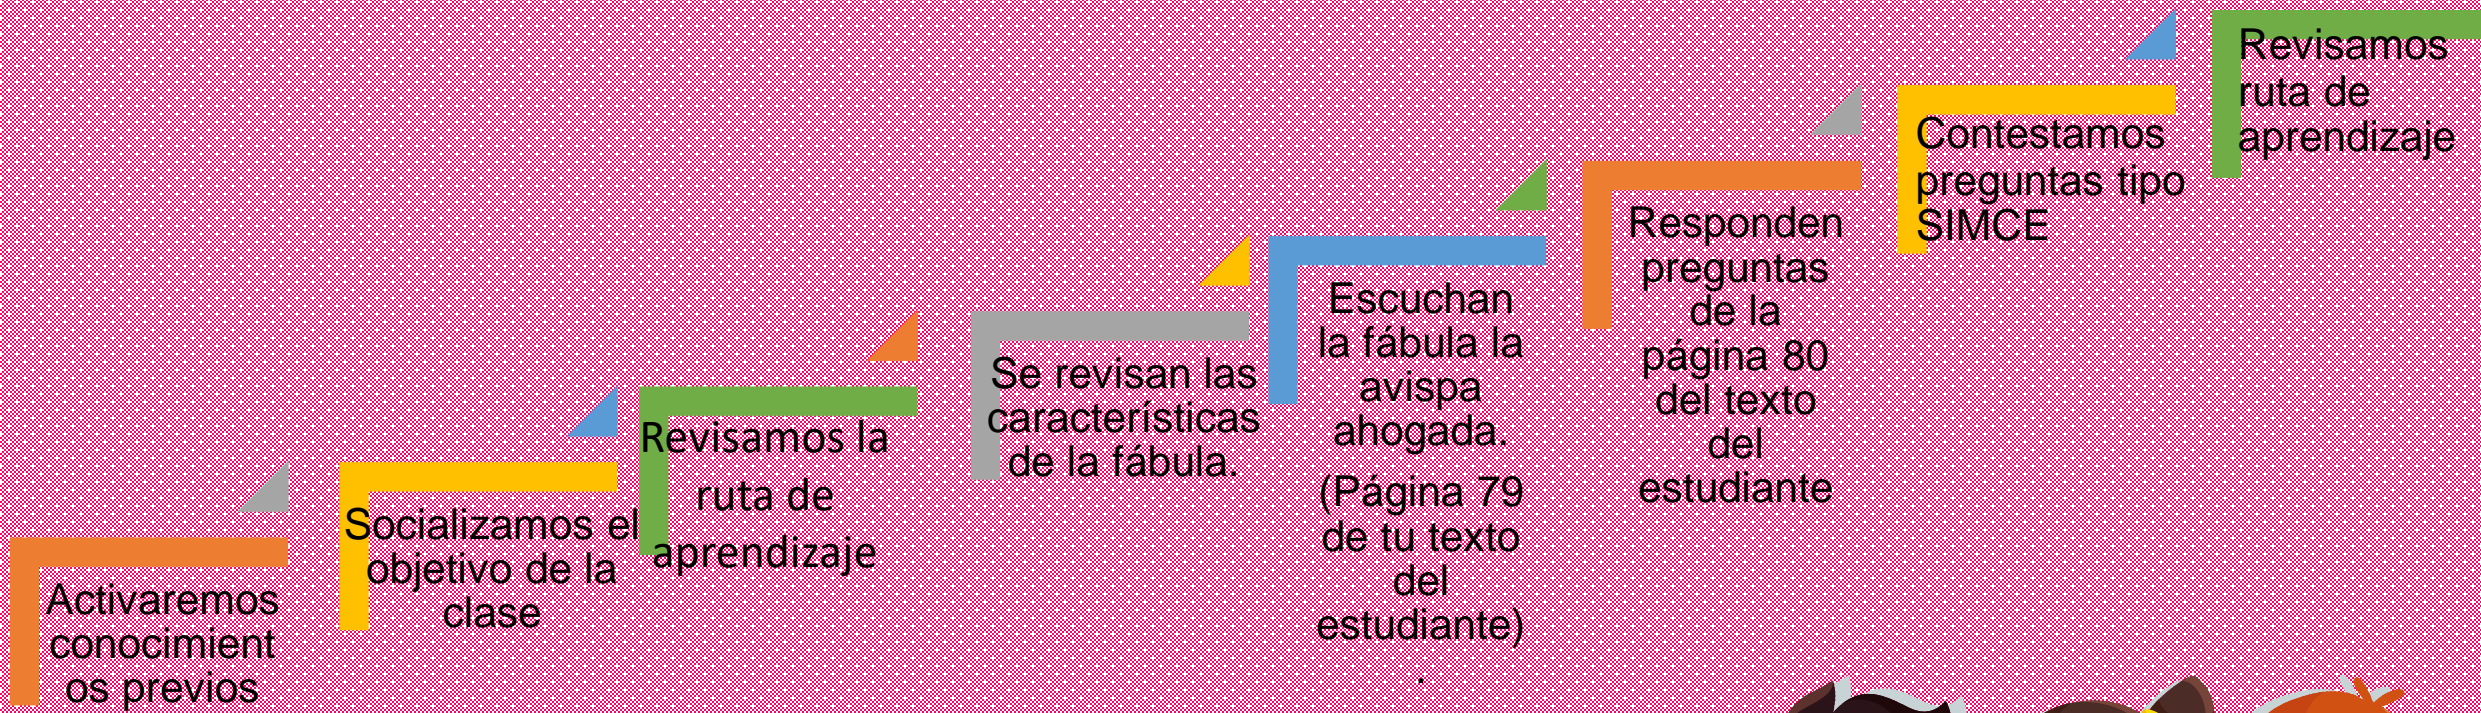 Activaremos
conocimient
os previos
Socializamos el
objetivo de la
clase
Revisamos la
ruta de
aprendizaje
Se revisan las
características
de la fábula.
Escuchan
la fábula la
avispa
ahogada.
(Página 79
de tu texto
del
estudiante)
.
Responden
preguntas
de la
página 80
del texto
del
estudiante
Contestamos
preguntas tipo
SIMCE
Revisamos
ruta de
aprendizaje